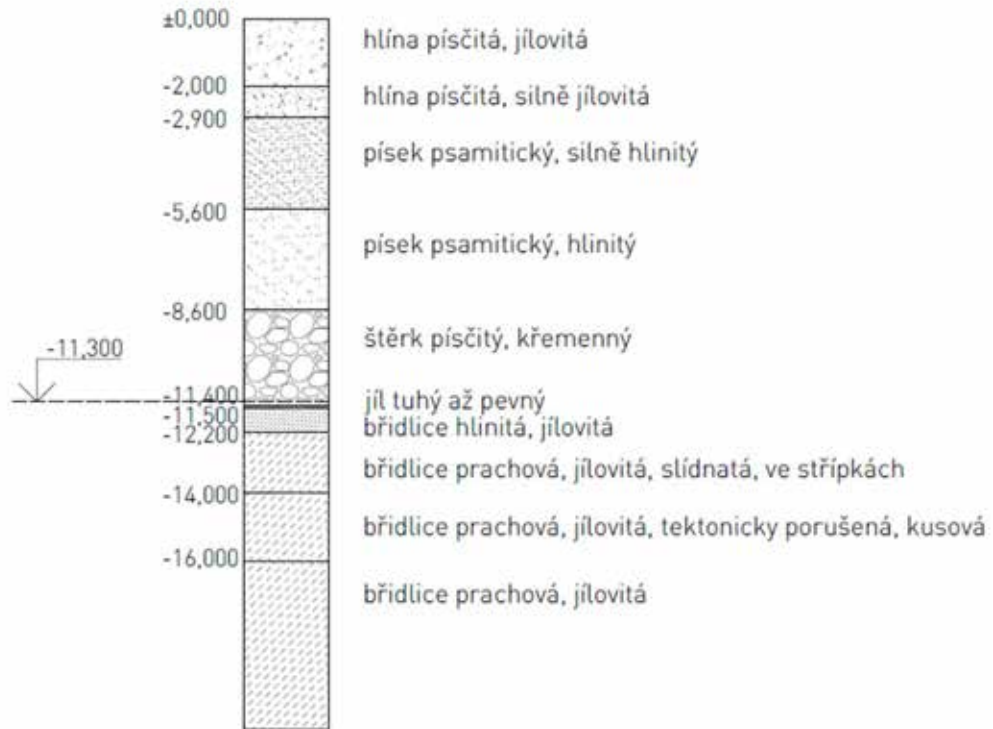 ±0,000
hlína písčitá, jílovitá
-2,000
hlína písčitá, silně jílovitá
-2,900
písek psamitický, silně hlinitý
-5,600
písek psamitický, hlinitý
-8,600
štěrk písčitý, křemenný
-11,300
-11,400
jíl tuhý až pevný
-11,500
břidlice hlinitá, jílovitá
-12,200
břidlice prachová, jílovitá, slídnatá, ve střípkách
-14,000
břidlice prachová, jílovitá, tektonicky porušená, kusová
-16,000
břidlice prachová, jílovitá